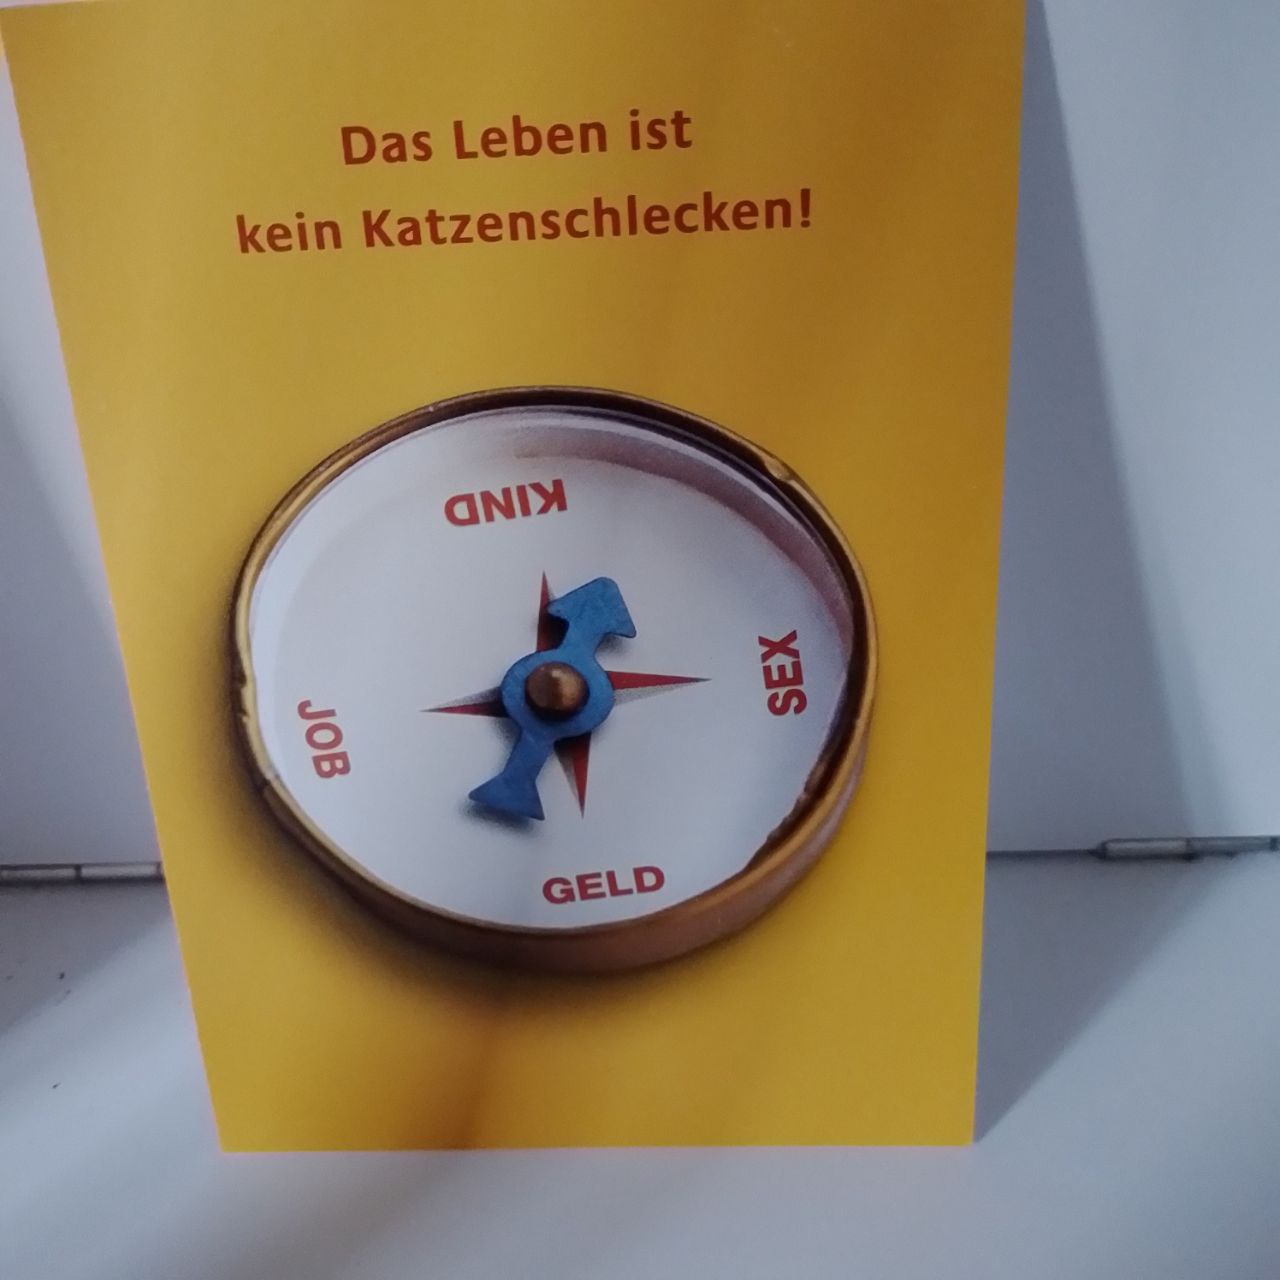 Das Leben ist
kein Katzenschlecken!
KIND
SEX
JOB
GELD